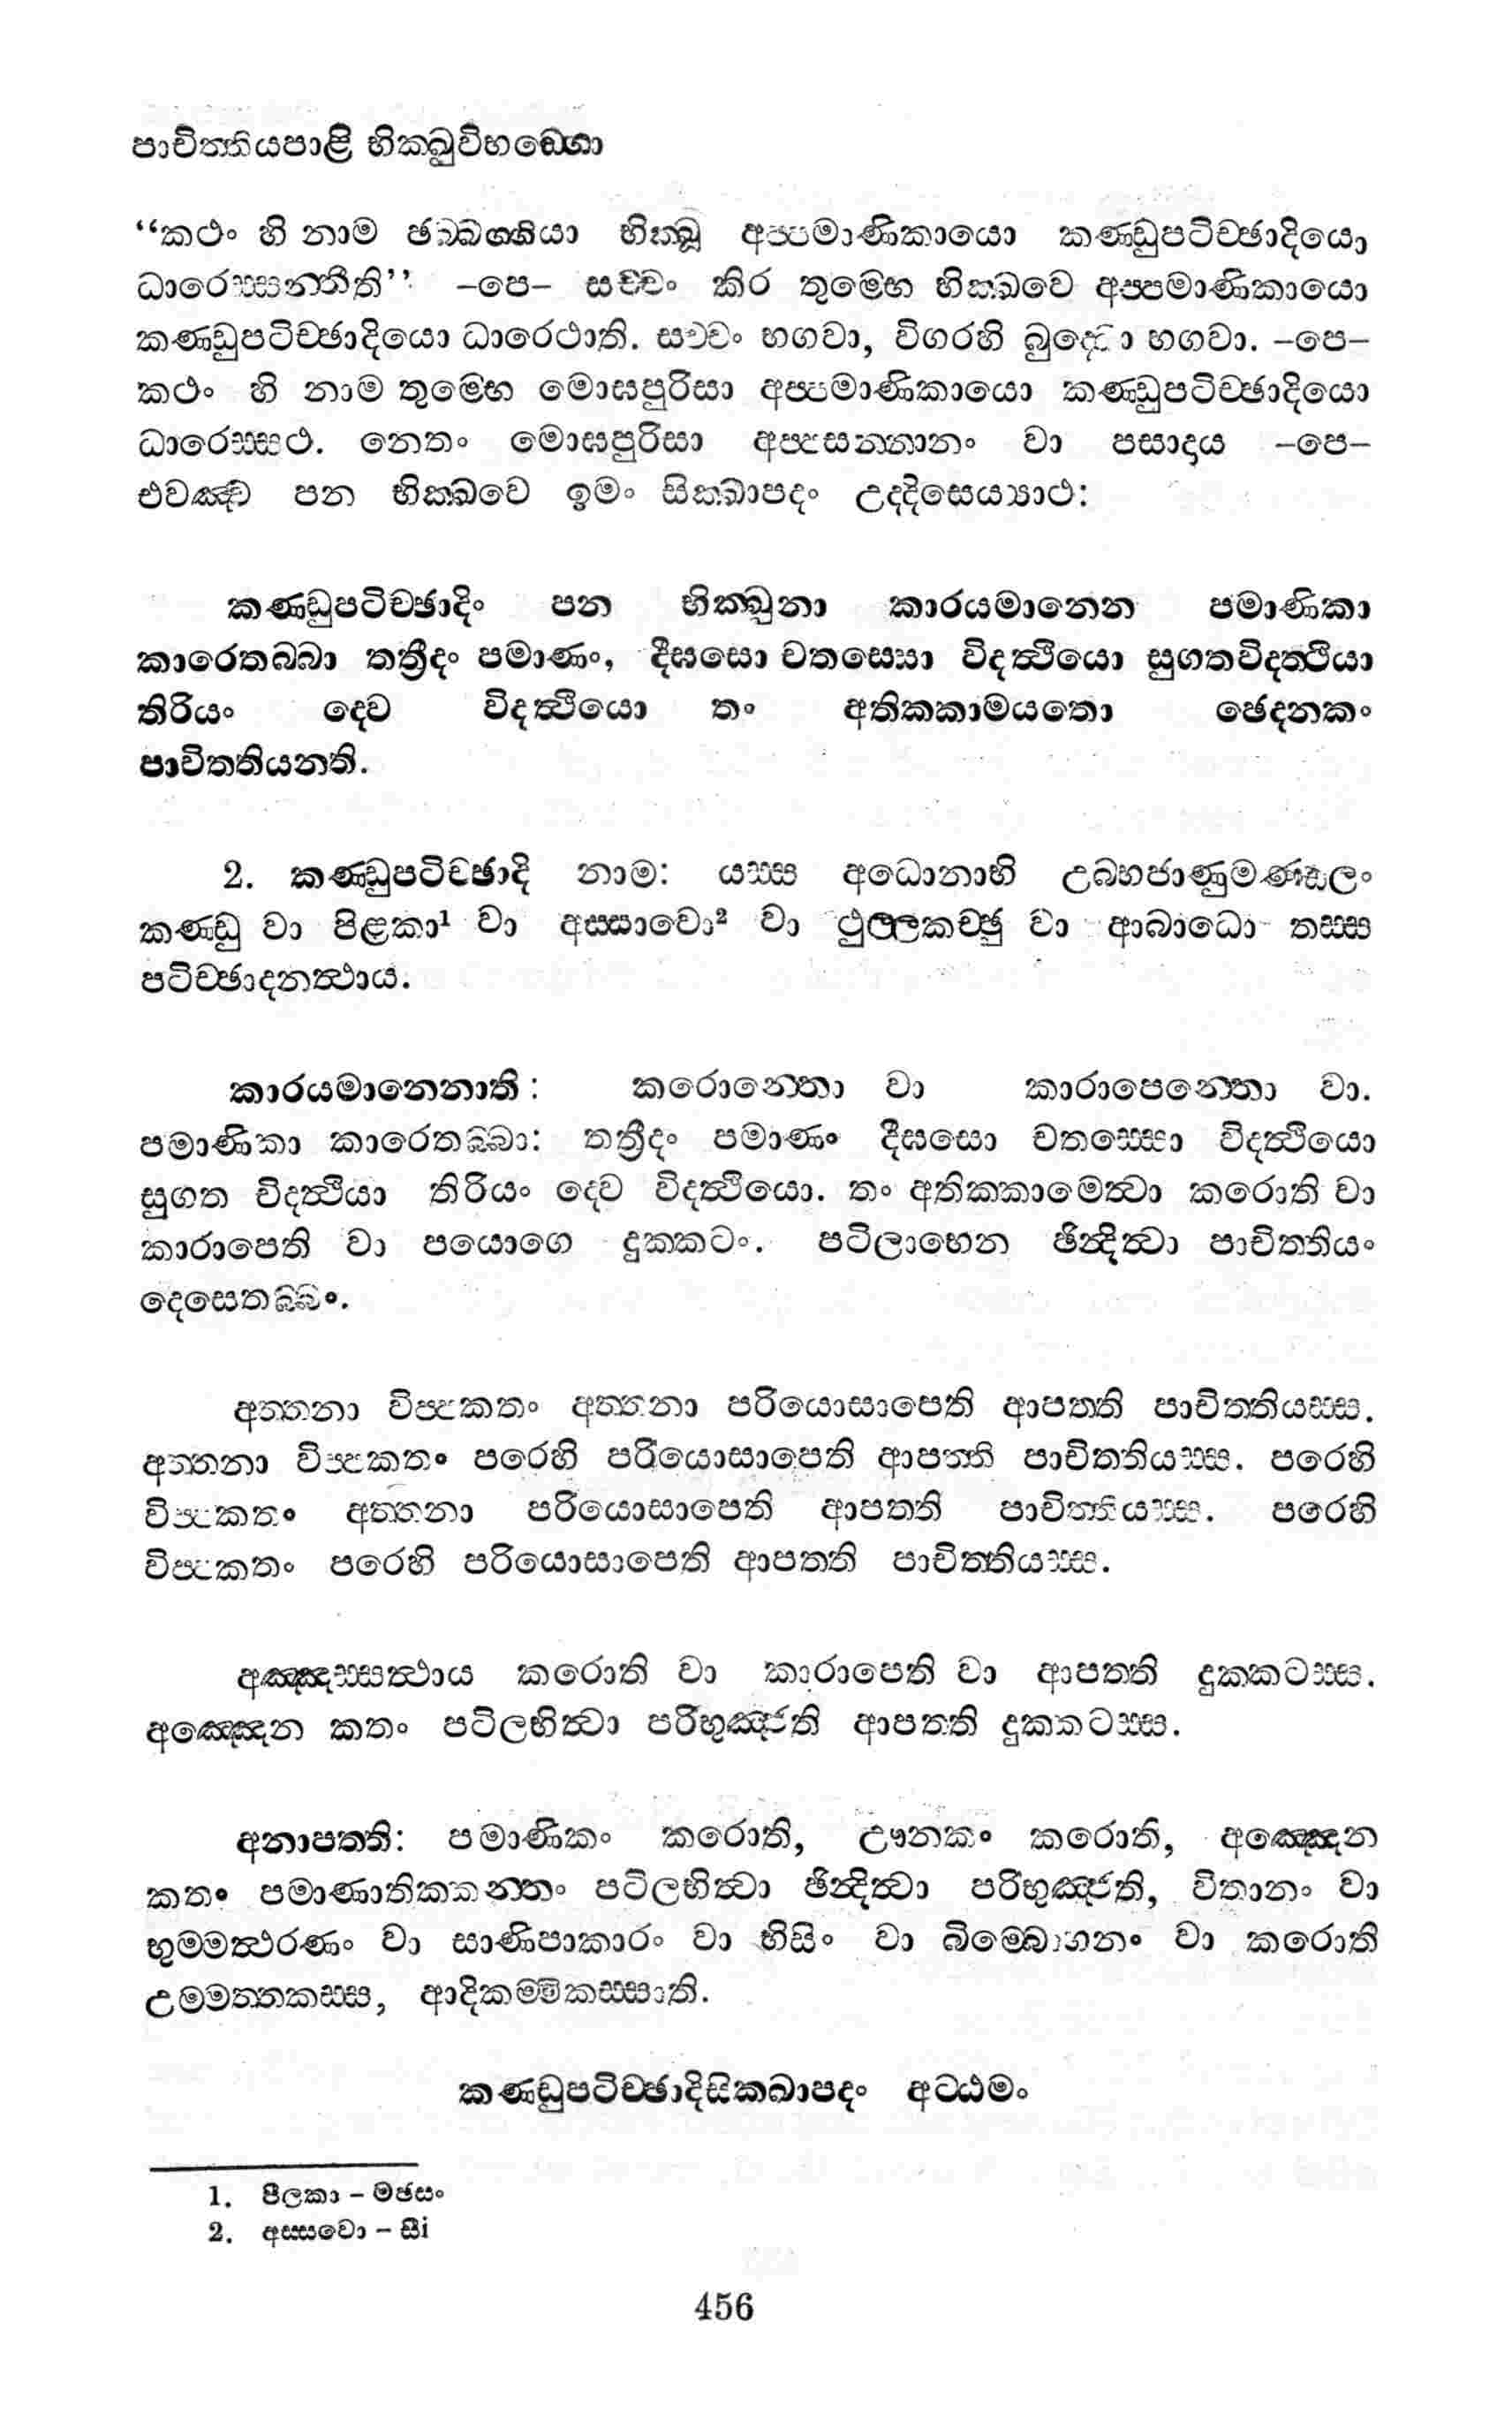 පාචිත්තියපාළි භික්ඛුවිභඞ්ගො
“කථං හි නාම ඡබ්බග්ගියා භික්ඛූ අප්පමාණිකායො කණ්ඩුපටිච්ඡාදියො
ධාරෙස්සන්තීති” –පෙ– සච්චං කිර තුම්හෙ භික්ඛවෙ අප්පමාණිකායො
කණ්ඩුපටිච්ඡාදියො ධාරෙථාති. සච්චං භගවා, විගරහි බුද්ධො භගවා. –පෙ–
කථං හි නාම තුම්හෙ මොඝපුරිසා අප්පමාණිකායො කණ්ඩුපටිච්ඡාදියො
ධාරෙස්සථ. නෙතං මොඝපුරිසා අප්පසන්නානං වා පසාදාය –පෙ–
එවඤ්ච පන භික්ඛවෙ ඉමං සික්ඛාපදං උද්දිසෙය්‍යාථ:
කණ්ඩුපටිච්ඡාදිං පන භික්ඛුනා කාරයමානෙන පමාණිකා
කාරෙතබ්බා තත්‍රීදං පමාණං, දීඝසො චතස්සො විදත්ථියො සුගතවිදත්ථියා
තිරියං ද්වෙ විදත්ථියො තං අතික්කාමයතො ඡෙදනකං
පාචිත්තියන්ති.
2. කණ්ඩුපටිච්ඡාදි නාම: යස්ස අධොනාභි උබ්භජාණුමණ්ඩලං
කණ්ඩු වා පිළකා¹ වා අස්සාවො² වා ථුල්ලකච්ඡු වා ආබාධො තස්ස
පටිච්ඡාදනත්ථාය.
කාරයමානෙනාති: කරොන්තො වා කාරාපෙන්තො වා.
පමාණිකා කාරෙතබ්බා: තත්‍රීදං පමාණං දීඝසො චතස්සො විදත්ථියො
සුගත විදත්ථියා තිරියං ද්වෙ විදත්ථියො. තං අතික්කාමෙත්වා කරොති වා
කාරාපෙති වා පයොගෙ දුක්කටං. පටිලාභෙන ඡින්දිත්වා පාචිත්තියං
දෙසෙතබ්බං.
අත්තනා විප්පකතං අත්තනා පරියොසාපෙති ආපත්ති පාචිත්තියස්ස.
අත්තනා විප්පකතං පරෙහි පරියොසාපෙති ආපත්ති පාචිත්තියස්ස. පරෙහි
විප්පකතං අත්තනා පරියොසාපෙති ආපත්ති පාචිත්තියස්ස. පරෙහි
විප්පකතං පරෙහි පරියොසාපෙති ආපත්ති පාචිත්තියස්ස.
අඤ්ඤස්සත්ථාය කරොති වා කාරාපෙති වා ආපත්ති දුක්කටස්ස.
අඤ්ඤෙන කතං පටිලභිත්වා පරිභුඤ්ජති ආපත්ති දුක්කටස්ස.
අනාපත්ති: පමාණිකං කරොති, ඌනකං කරොති, අඤ්ඤෙන
කතං පමාණාතික්කන්තං පටිලභිත්වා ඡින්දිත්වා පරිභුඤ්ජති, විතානං වා
භුම්මත්ථරණං වා සාණිපාකාරං වා භිසිං වා බිම්බොහනං වා කරොති
උම්මත්තකස්ස, ආදිකම්මිකස්සාති.
කණ්ඩුපටිච්ඡාදිසික්ඛාපදං අට්ඨමං
1. පීලකා – මඡසං
2. අස්සවො – සීi
456